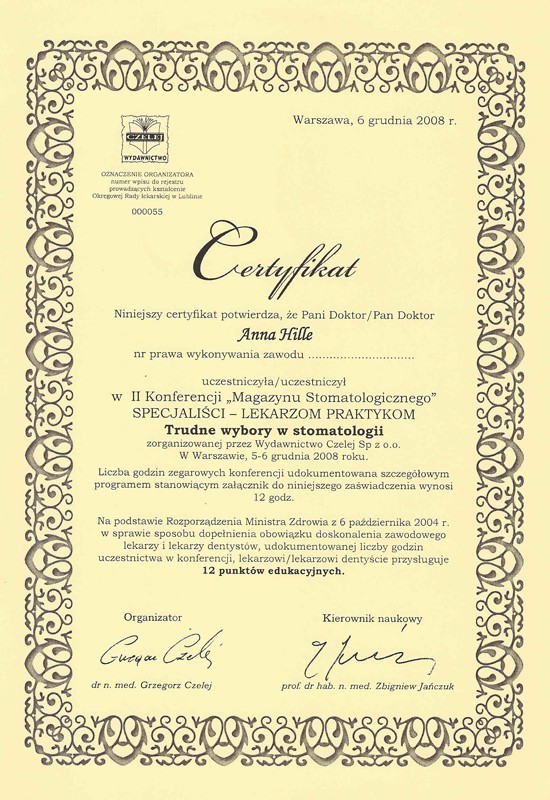 Warszawa, 6 grudnia 2008 r.
CZELEJ
WYDAWNICTWO
OZNACZENIE ORGANIZATORA
numer wpisu do rejestru
prowadzących kształcenie
Okręgowej Rady lekarskiej w Lublinie
000055
Certyfikat
Niniejszy certyfikat potwierdza, że Pani Doktor/Pan Doktor
Anna Hille
nr prawa wykonywania zawodu ..............................
uczestniczyła/uczestniczył
w II Konferencji „Magazynu Stomatologicznego”
SPECJALIŚCI – LEKARZOM PRAKTYKOM
Trudne wybory w stomatologii
zorganizowanej przez Wydawnictwo Czelej Sp z o.o.
W Warszawie, 5-6 grudnia 2008 roku.
Liczba godzin zegarowych konferencji udokumentowana szczegółowym
programem stanowiącym załącznik do niniejszego zaświadczenia wynosi
12 godz.
Na podstawie Rozporządzenia Ministra Zdrowia z 6 października 2004 r.
w sprawie sposobu dopełnienia obowiązku doskonalenia zawodowego
lekarzy i lekarzy dentystów, udokumentowanej liczby godzin
uczestnictwa w konferencji, lekarzowi/lekarzowi dentyście przysługuje
12 punktów edukacyjnych.
Organizator
Kierownik naukowy
Grzegorz Czelej
dr n. med. Grzegorz Czelej
prof. dr hab. n. med. Zbigniew Jańczuk